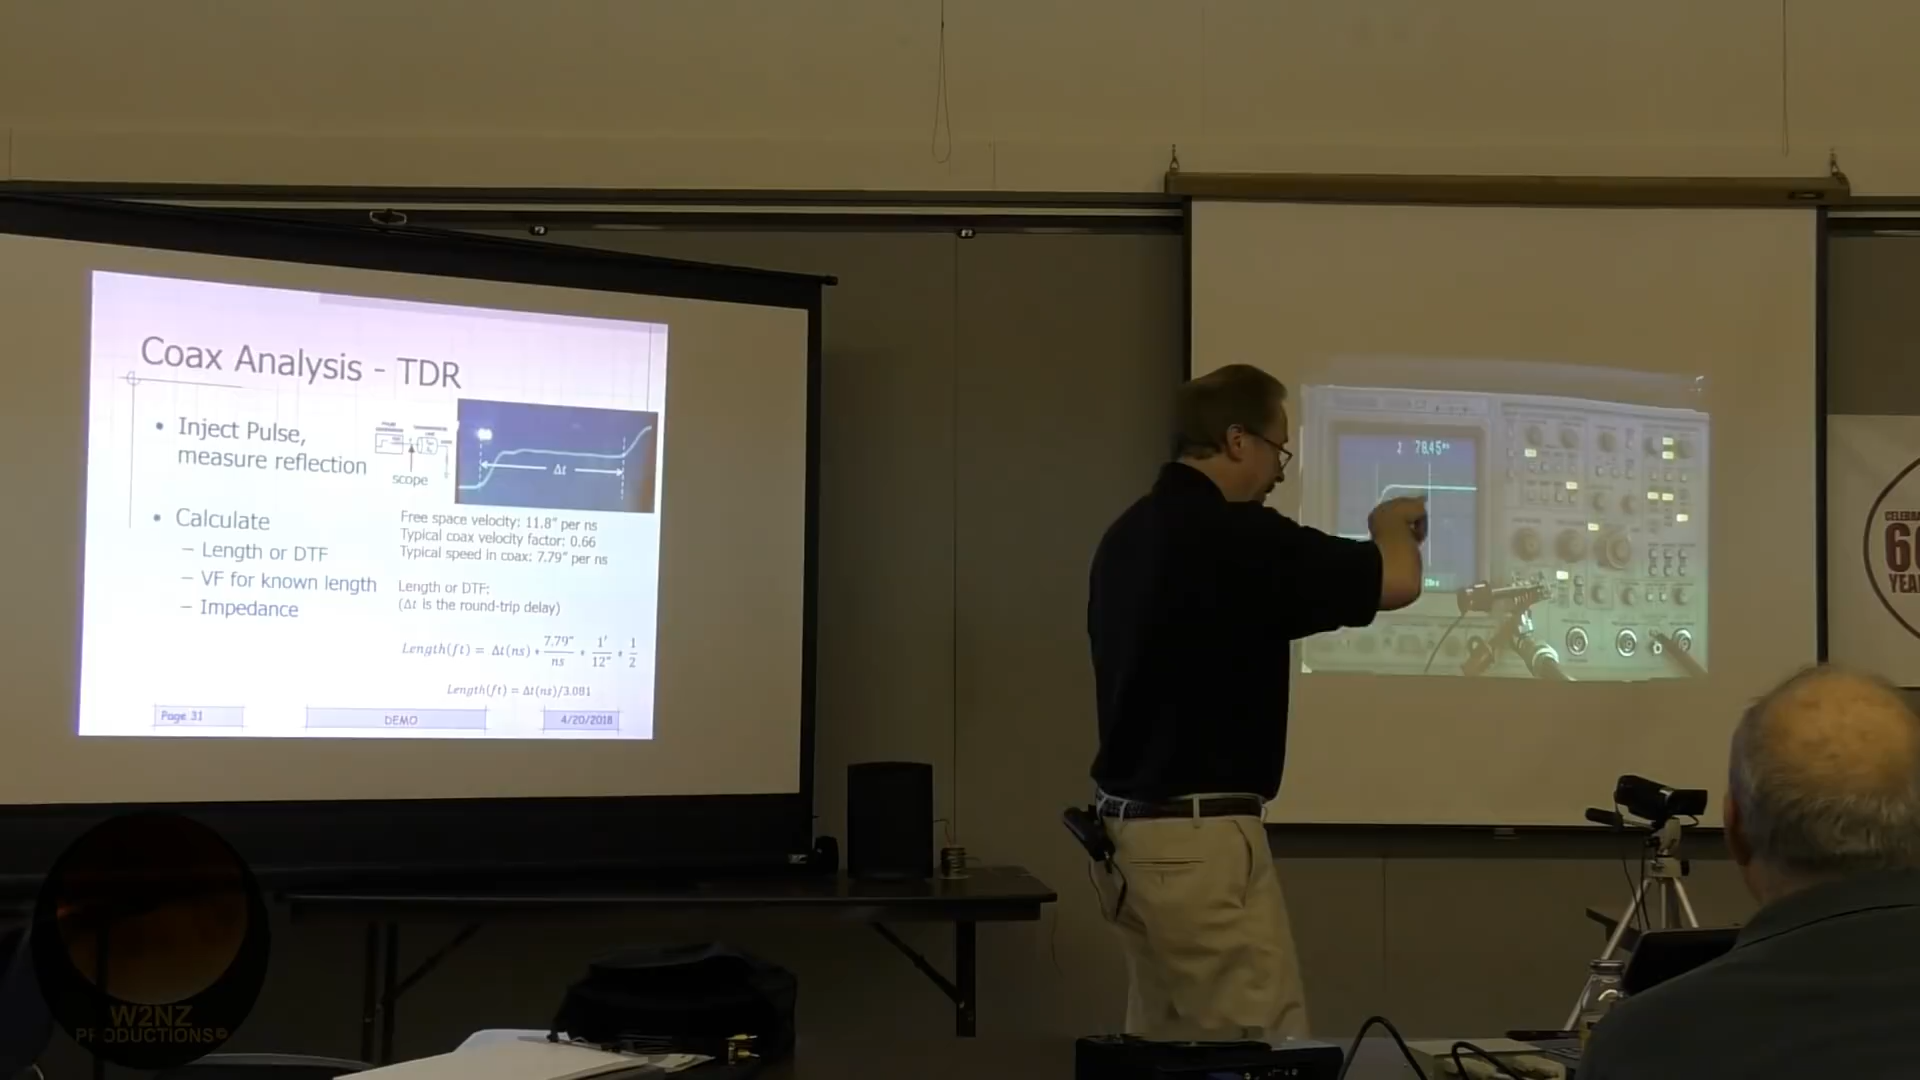 Coax Analysis - TDR
• Inject Pulse,
measure reflection
scope
Δt
• Calculate
– Length or DTF
– VF for known length
– Impedance
Free space velocity: 11.8" per ns
Typical coax velocity factor: 0.66
Typical speed in coax: 7.79" per ns
Length or DTF:
(Δt is the round-trip delay)
Length(ft) = Δt(ns) * 7.79"/ns * 1'/12" * 1/2
Length(ft) = Δt(ns)/3.081
Page 31
DEMO
4/20/2018
78.45ns
60
YEA
W2NZ
PRODUCTIONS©